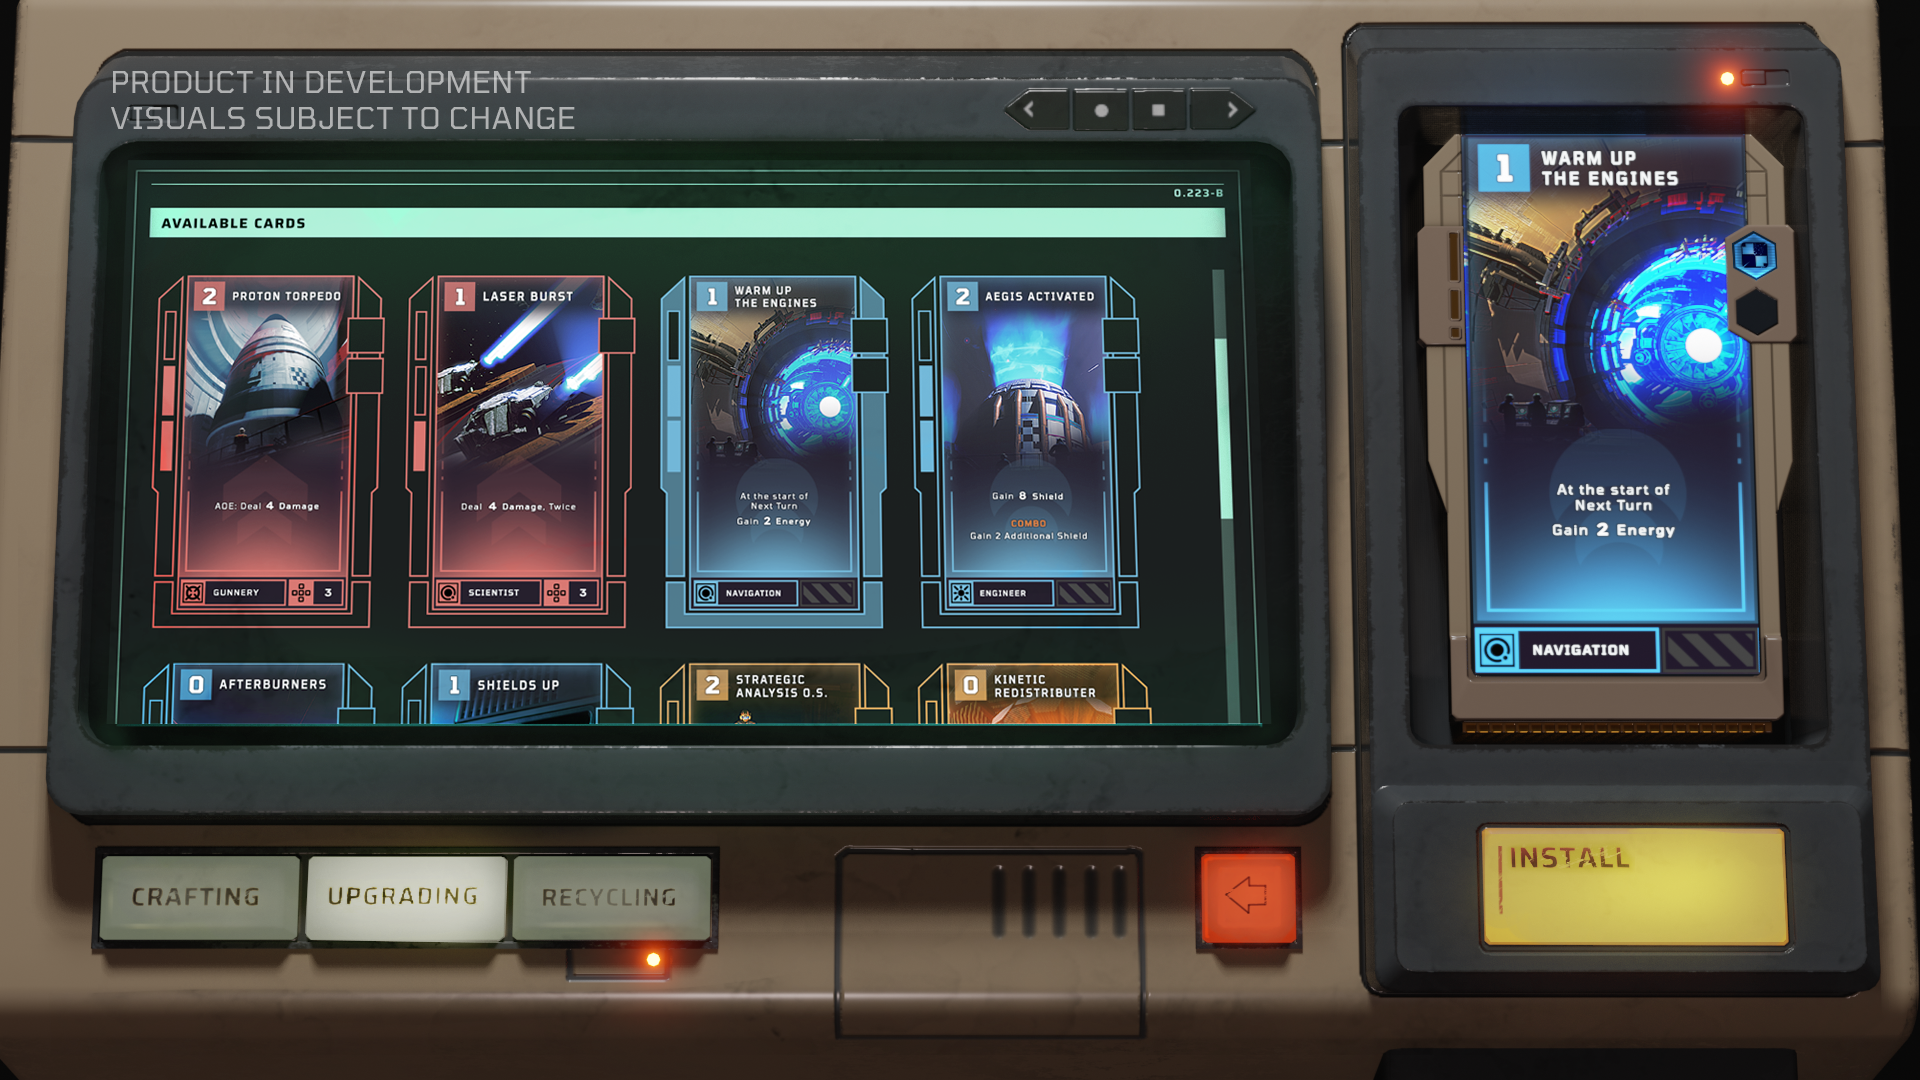 PRODUCT IN DEVELOPMENT
VISUALS SUBJECT TO CHANGE
0.223-B
AVAILABLE CARDS
2 PROTON TORPEDO
AOE: Deal 4 Damage
GUNNERY 3
1 LASER BURST
Deal 4 Damage, Twice
SCIENTIST 3
1 WARM UP
THE ENGINES
At the start of
Next Turn
Gain 2 Energy
NAVIGATION
2 AEGIS ACTIVATED
Gain 8 Shield
COMBO
Gain 2 Additional Shield
ENGINEER
0 AFTERBURNERS
1 SHIELDS UP
2 STRATEGIC
ANALYSIS O.S.
0 KINETIC
REDISTRIBUTER
1 WARM UP
THE ENGINES
At the start of
Next Turn
Gain 2 Energy
NAVIGATION
CRAFTING
UPGRADING
RECYCLING
INSTALL